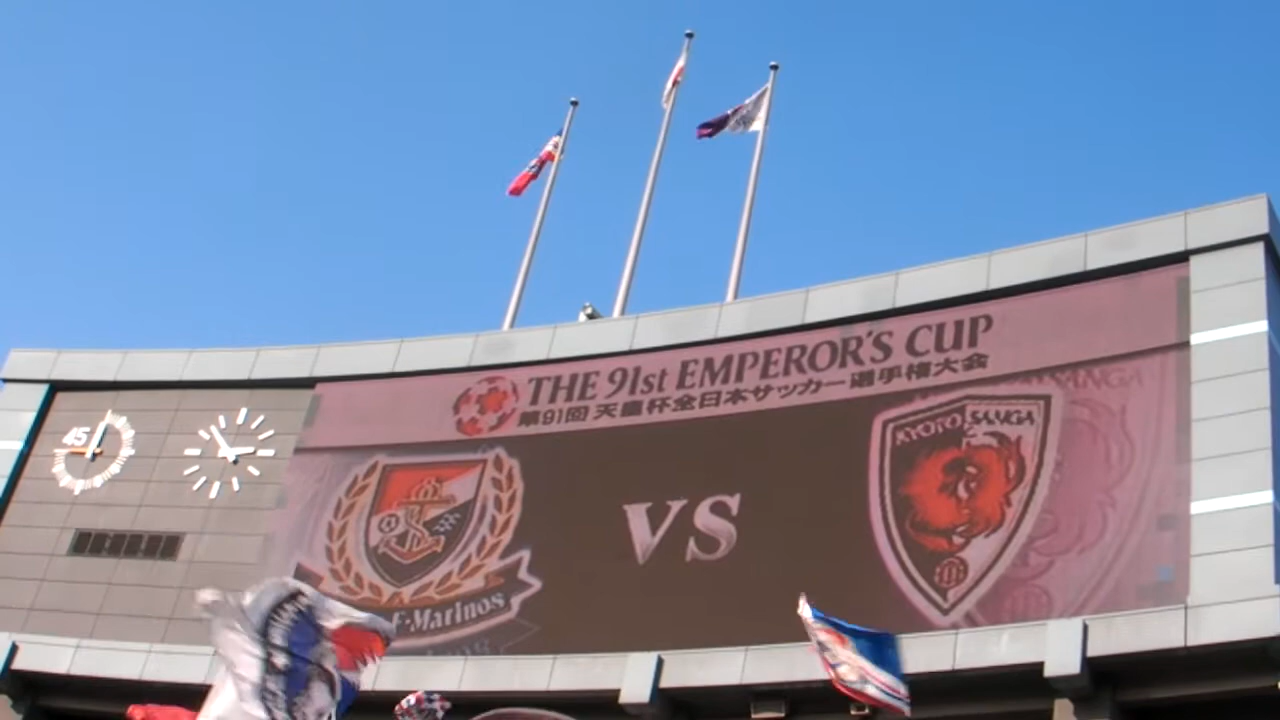 THE 91st EMPEROR'S CUP
第91回 天皇杯全日本サッカー選手権大会
45
VS
KYOTO SANGA
F·Marinos
SANGA